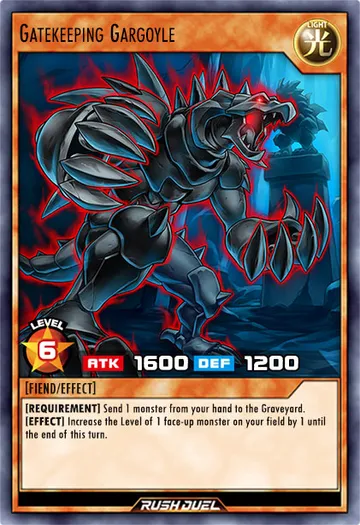 GATEKEEPING GARGOYLE
LIGHT
光
LEVEL
6
ATK 1600 DEF 1200
[FIEND/EFFECT]
[REQUIREMENT] Send 1 monster from your hand to the Graveyard.
[EFFECT] Increase the Level of 1 face-up monster on your field by 1 until
the end of this turn.
RUSH DUEL